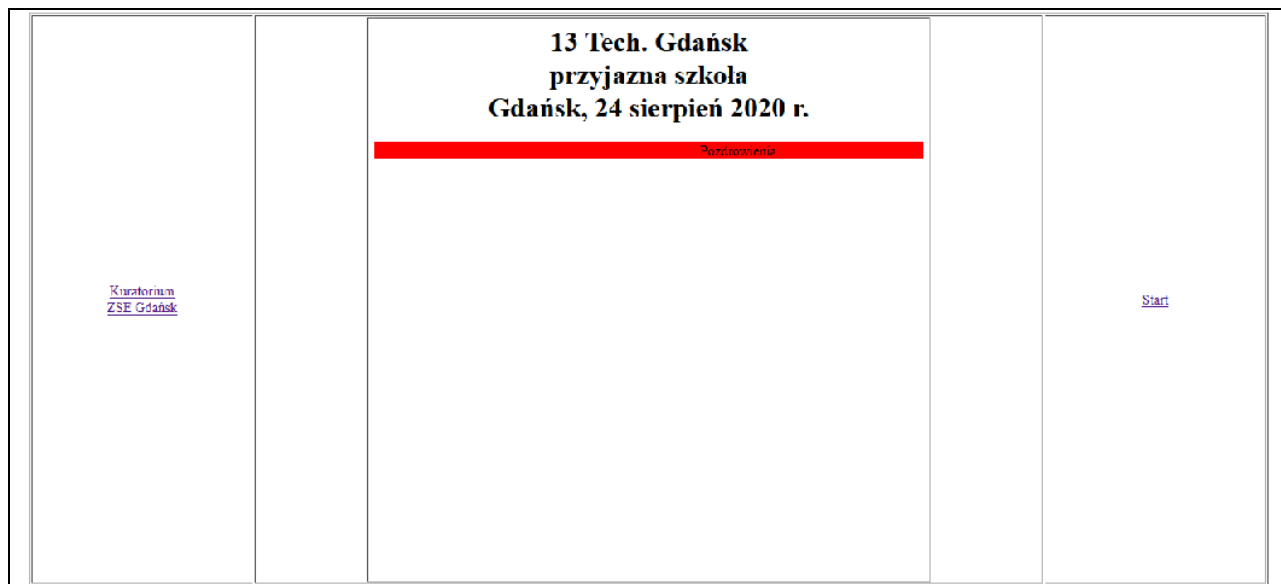 13 Tech. Gdańsk
przyjazna szkoła
Gdańsk, 24 sierpień 2020 r.
Pozdrowienia
Kuratorium
ZSE Gdańsk
Start